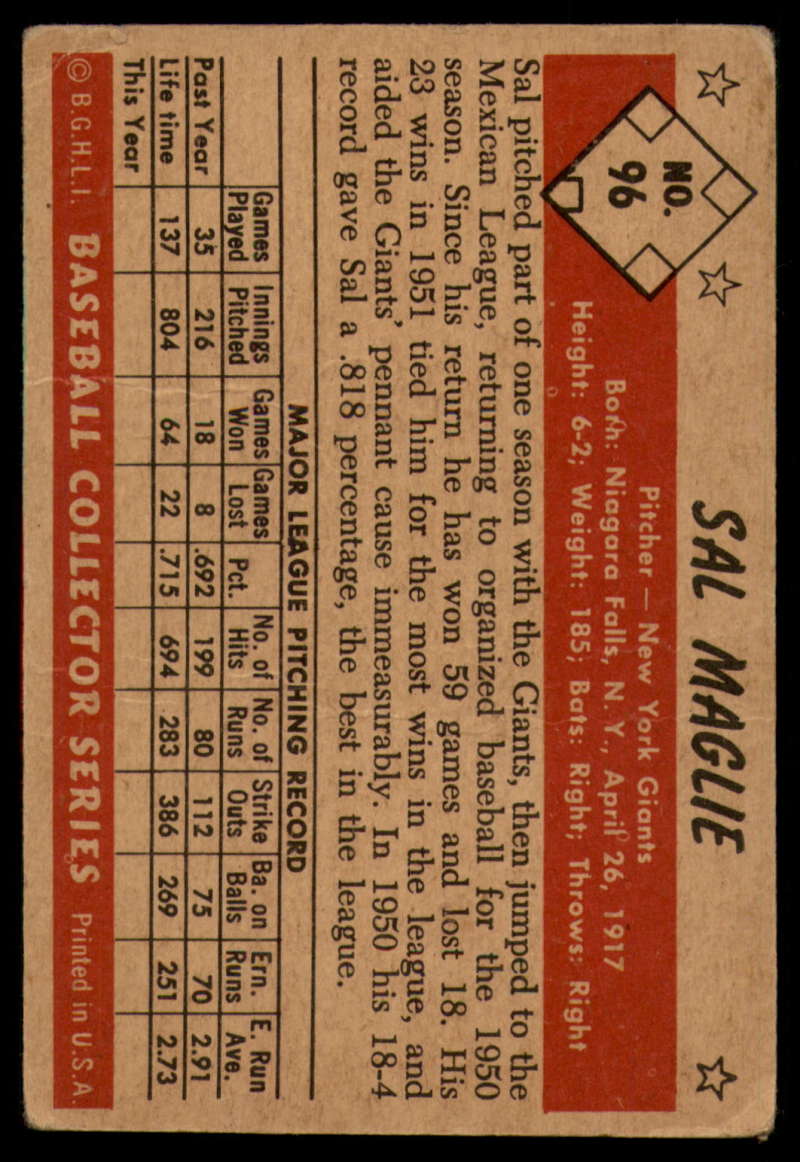 SAL MAGLIE
NO.
96
Pitcher — New York Giants
Born: Niagara Falls, N. Y., April 26, 1917
Height: 6-2; Weight: 185; Bats: Right; Throws: Right
Sal pitched part of one season with the Giants, then jumped to the
Mexican League, returning to organized baseball for the 1950
season. Since his return he has won 59 games and lost 18. His
23 wins in 1951 tied him for the most wins in the league, and
aided the Giants' pennant cause immeasurably. In 1950 his 18-4
record gave Sal a .818 percentage, the best in the league.
MAJOR LEAGUE PITCHING RECORD
Games Innings Games Games Pct. No. of No. of Strike Ba. on Ern. E. Run
Played Pitched Won Lost Hits Runs Outs Balls Runs Ave.
Past Year 35 216 18 8 .692 199 80 112 75 70 2.91
Life time 137 804 64 22 .715 694 283 386 269 251 2.73
This Year
© B.G.H.L.I. BASEBALL COLLECTOR SERIES Printed in U.S.A.